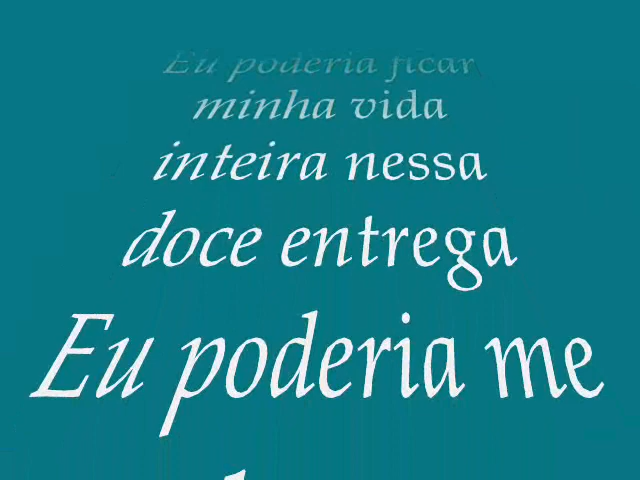 Eu poderia ficar
minha vida
inteira nessa
doce entrega
Eu poderia me